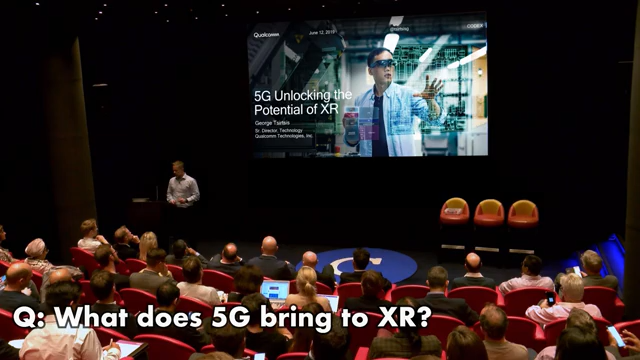 Qualcomm
June 12, 2019
CODEX
5G Unlocking the
Potential of XR
George Tsirtsis
Sr. Director, Technology
Qualcomm Technologies, Inc.
Q: What does 5G bring to XR?